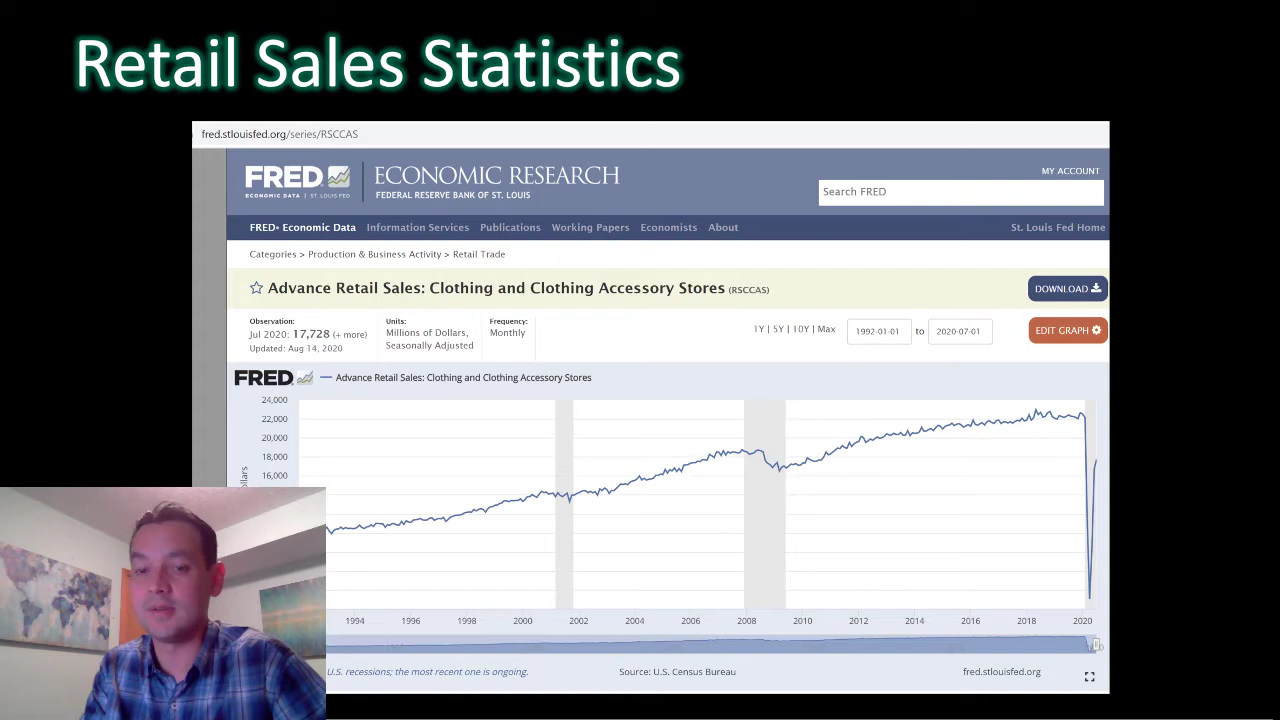 Retail Sales Statistics
fred.stlouisfed.org/series/RSCCAS
FRED
ECONOMIC DATA | ST. LOUIS FED
ECONOMIC RESEARCH
FEDERAL RESERVE BANK OF ST. LOUIS
MY ACCOUNT
Search FRED
FRED® Economic Data Information Services Publications Working Papers Economists About St. Louis Fed Home
Categories > Production & Business Activity > Retail Trade
Advance Retail Sales: Clothing and Clothing Accessory Stores (RSCCAS)
DOWNLOAD
Observation:
Jul 2020: 17,728 (+ more)
Updated: Aug 14, 2020
Units:
Millions of Dollars,
Seasonally Adjusted
Frequency:
Monthly
1Y | 5Y | 10Y | Max 1992-01-01 to 2020-07-01
EDIT GRAPH
FRED Advance Retail Sales: Clothing and Clothing Accessory Stores
24,000
22,000
20,000
18,000
16,000
1994 1996 1998 2000 2002 2004 2006 2008 2010 2012 2014 2016 2018 2020
U.S. recessions; the most recent one is ongoing. Source: U.S. Census Bureau fred.stlouisfed.org